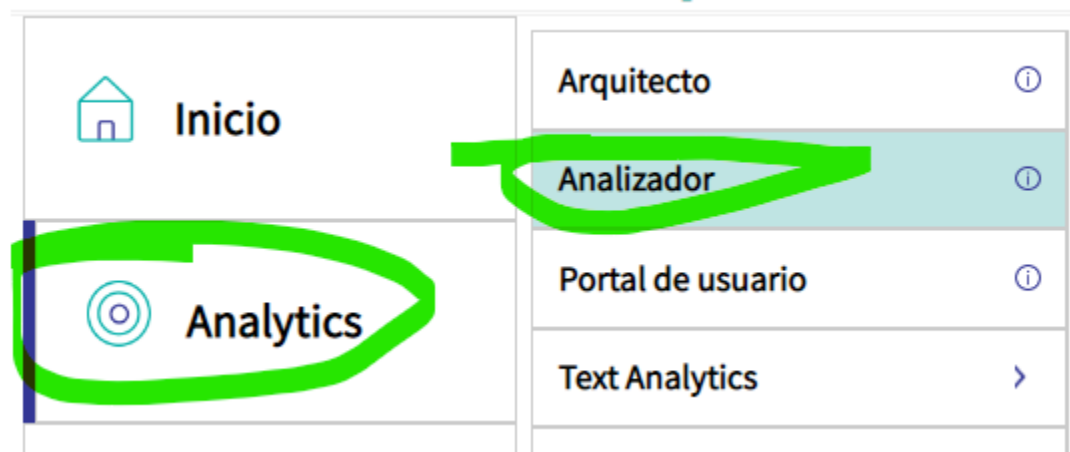 Inicio
Analytics
Arquitecto
Analizador
Portal de usuario
Text Analytics